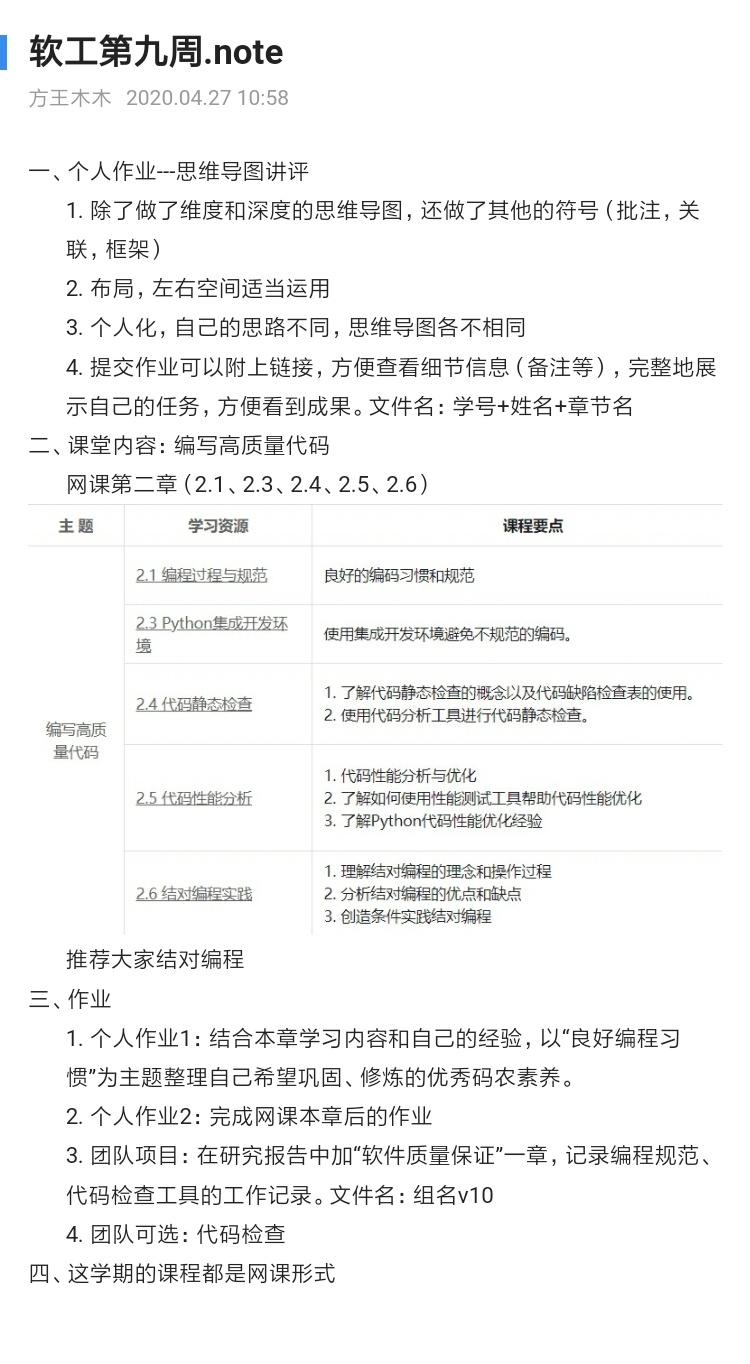 软工第九周.note
方王木木 2020.04.27 10:58
一、个人作业---思维导图讲评
1. 除了做了维度和深度的思维导图，还做了其他的符号（批注，关
联，框架）
2. 布局，左右空间适当运用
3. 个人化，自己的思路不同，思维导图各不相同
4. 提交作业可以附上链接，方便查看细节信息（备注等），完整地展
示自己的任务，方便看到成果。文件名：学号+姓名+章节名
二、课堂内容：编写高质量代码
网课第二章（2.1、2.3、2.4、2.5、2.6）
主 题 学习资源 课程要点
2.1 编程过程与规范 良好的编码习惯和规范
2.3 Python集成开发环
境
使用集成开发环境避免不规范的编码。
编写高质
量代码
2.4 代码静态检查
1. 了解代码静态检查的概念以及代码缺陷检查表的使用。
2. 使用代码分析工具进行代码静态检查。
2.5 代码性能分析
1. 代码性能分析与优化
2. 了解如何使用性能测试工具帮助代码性能优化
3. 了解Python代码性能优化经验
2.6 结对编程实践
1. 理解结对编程的理念和操作过程
2. 分析结对编程的优点和缺点
3. 创造条件实践结对编程
推荐大家结对编程
三、作业
1. 个人作业1：结合本章学习内容和自己的经验，以“良好编程习
惯”为主题整理自己希望巩固、修炼的优秀码农素养。
2. 个人作业2：完成网课本章后的作业
3. 团队项目：在研究报告中加“软件质量保证”一章，记录编程规范、
代码检查工具的工作记录。文件名：组名v10
4. 团队可选：代码检查
四、这学期的课程都是网课形式